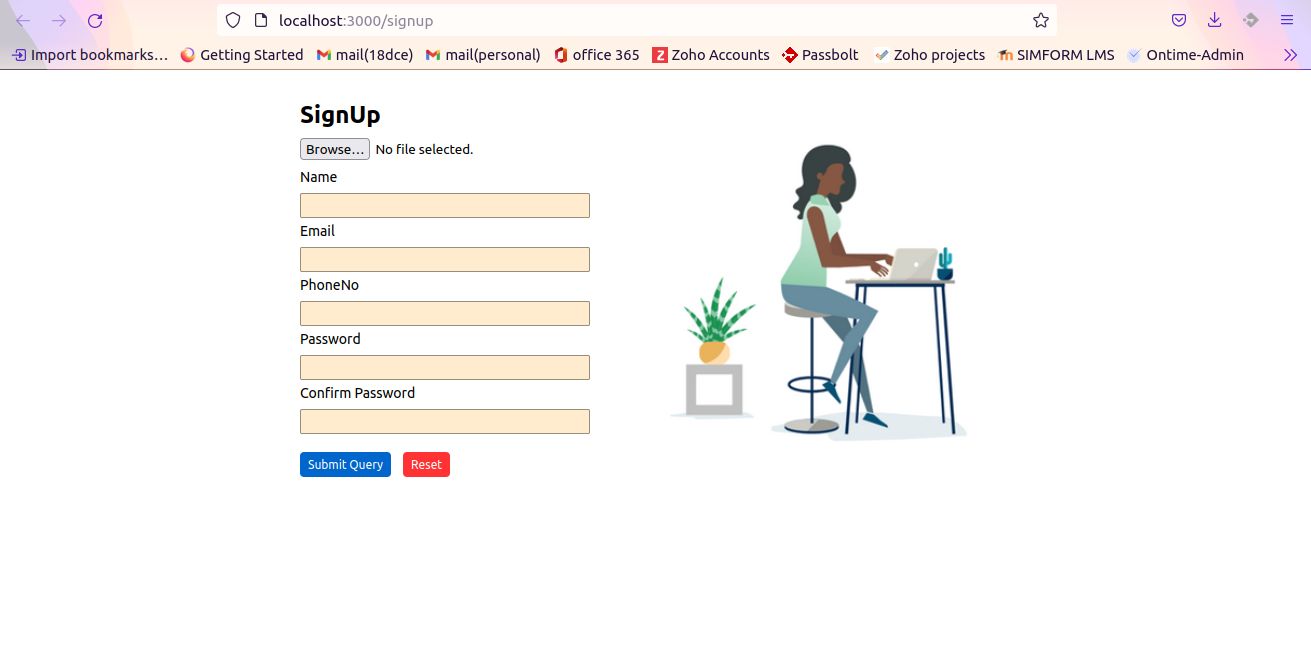 localhost:3000/signup
Import bookmarks... Getting Started mail(18dce) mail(personal) office 365 Zoho Accounts Passbolt Zoho projects SIMFORM LMS Ontime-Admin
SignUp
Browse... No file selected.
Name
Email
PhoneNo
Password
Confirm Password
Submit Query Reset